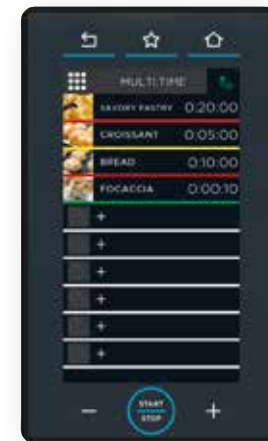 MULTI.TIME
SAVORY PASTRY 0:20:00
CROISSANT 0:05:00
BREAD 0:10:00
FOCACCIA 0:00:10
+
+
+
+
+
+
− START STOP +